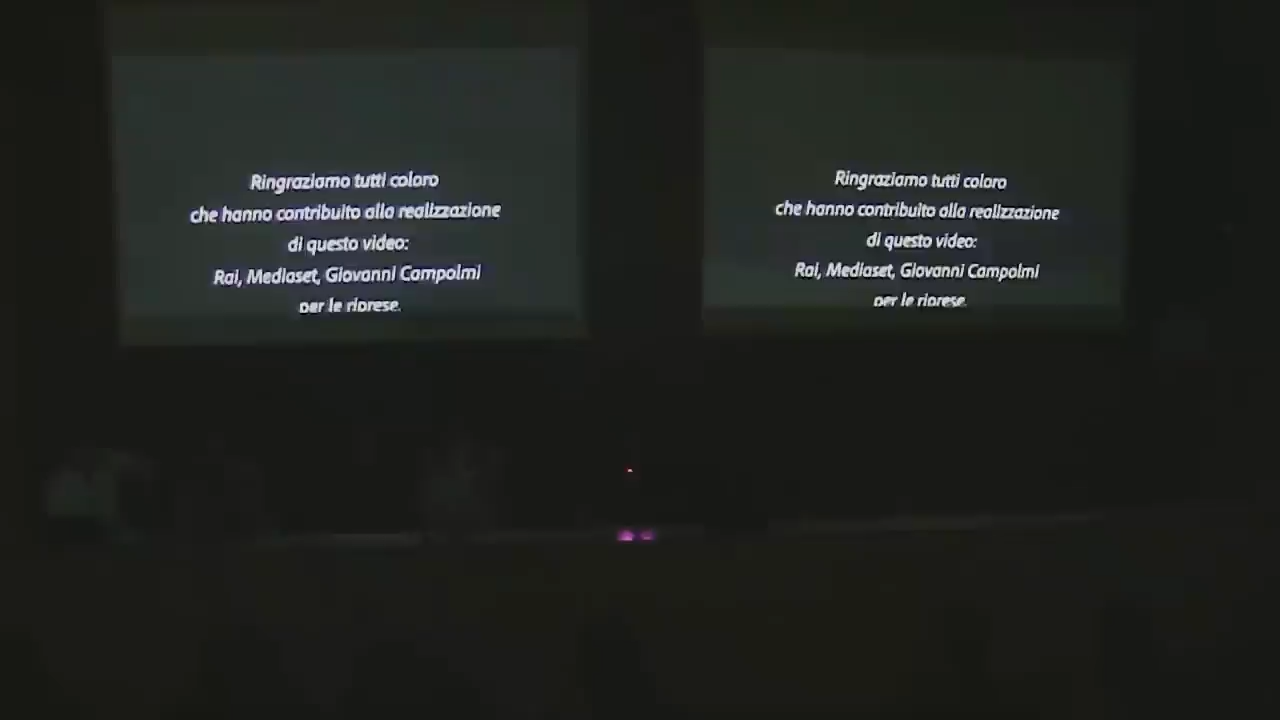 Ringraziamo tutti coloro
che hanno contribuito alla realizzazione
di questo video:
Rai, Mediaset, Giovanni Campolmi
per le riprese.
Ringraziamo tutti coloro
che hanno contribuito alla realizzazione
di questo video:
Rai, Mediaset, Giovanni Campolmi
per le riprese.